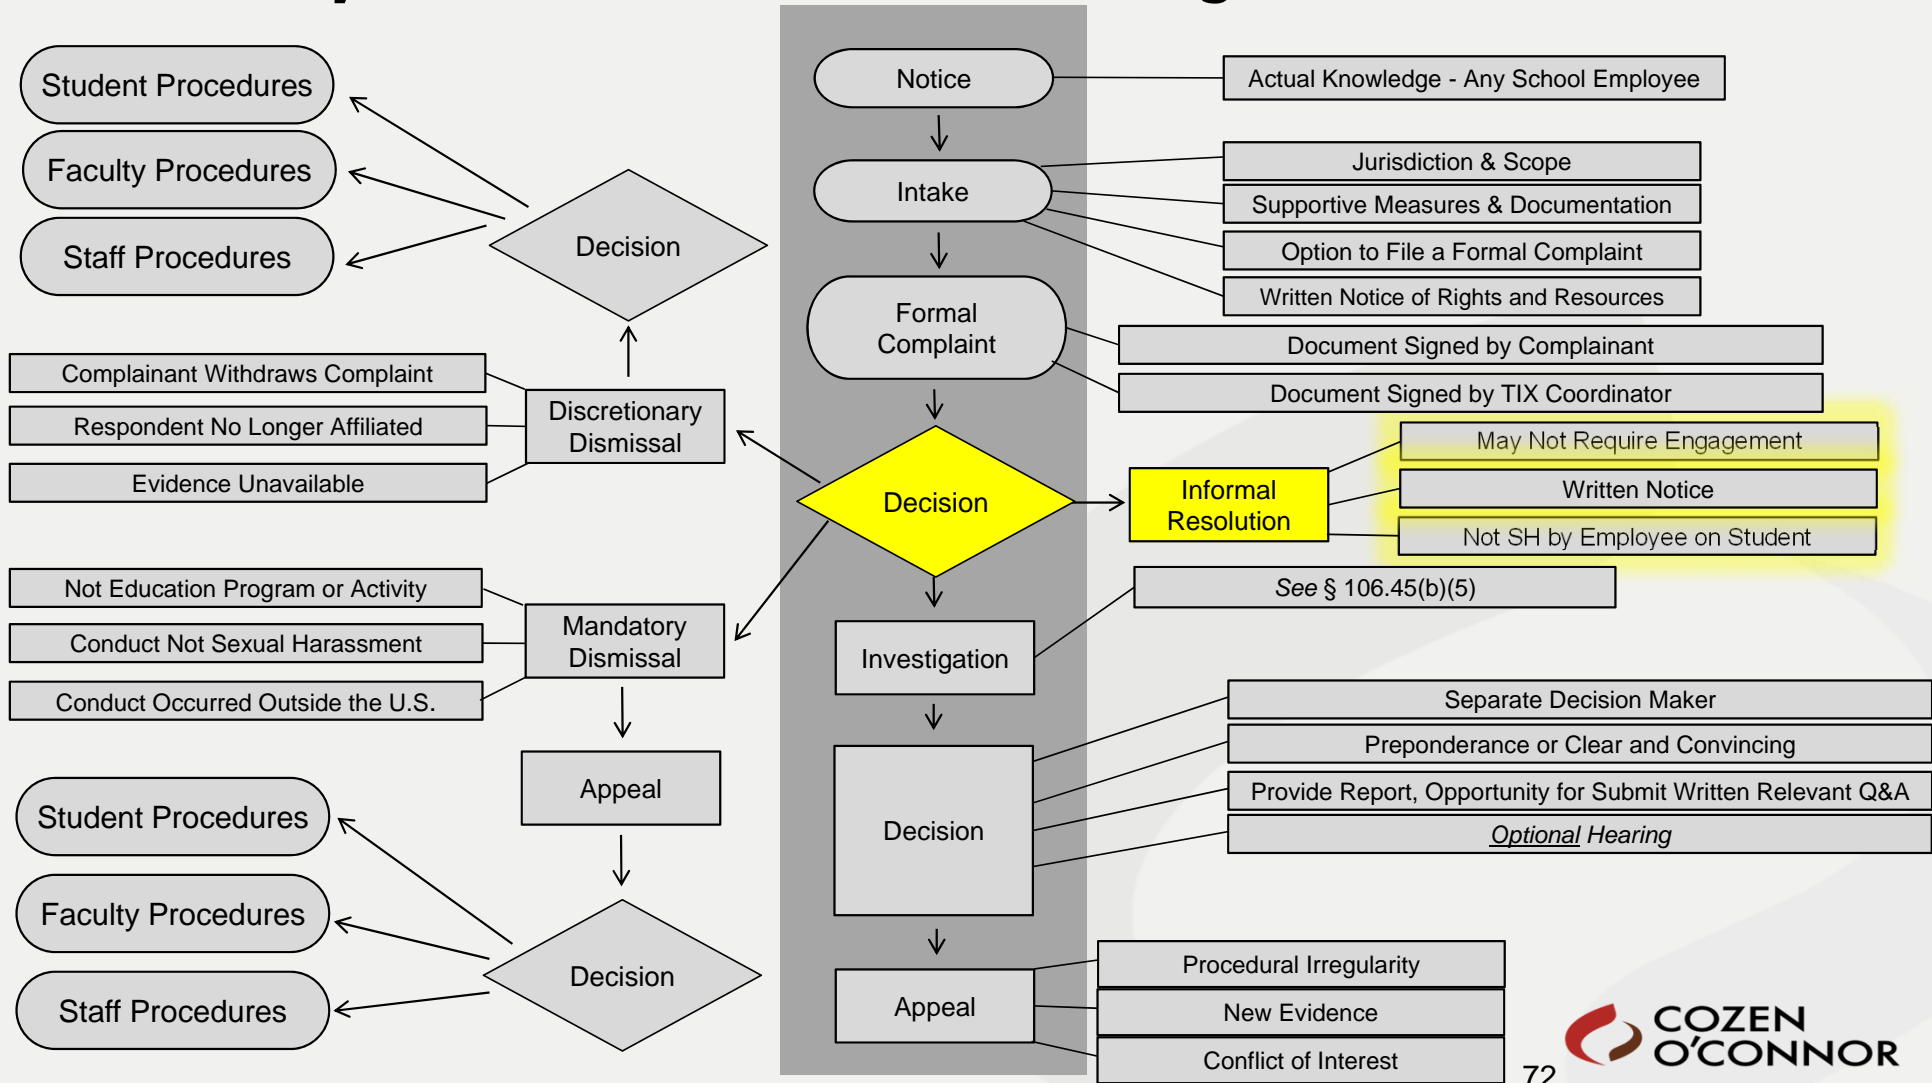 Student Procedures
Faculty Procedures
Staff Procedures
Decision
Notice
Actual Knowledge - Any School Employee
Intake
Jurisdiction & Scope
Supportive Measures & Documentation
Option to File a Formal Complaint
Written Notice of Rights and Resources
Formal
Complaint
Document Signed by Complainant
Document Signed by TIX Coordinator
Complainant Withdraws Complaint
Respondent No Longer Affiliated
Evidence Unavailable
Discretionary
Dismissal
Decision
Informal
Resolution
May Not Require Engagement
Written Notice
Not SH by Employee on Student
Not Education Program or Activity
Conduct Not Sexual Harassment
Conduct Occurred Outside the U.S.
Mandatory
Dismissal
See § 106.45(b)(5)
Investigation
Appeal
Decision
Separate Decision Maker
Preponderance or Clear and Convincing
Provide Report, Opportunity for Submit Written Relevant Q&A
Optional Hearing
Student Procedures
Faculty Procedures
Staff Procedures
Decision
Appeal
Procedural Irregularity
New Evidence
Conflict of Interest
72
COZEN
O'CONNOR